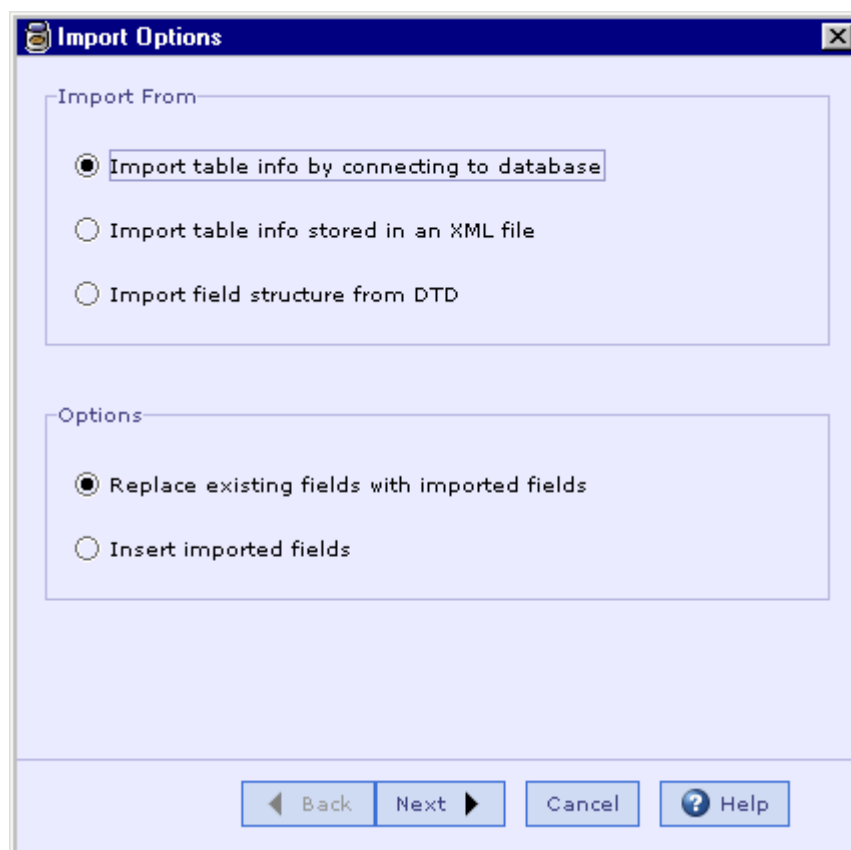 Import Options
Import From
Import table info by connecting to database
Import table info stored in an XML file
Import field structure from DTD
Options
Replace existing fields with imported fields
Insert imported fields
Back Next Cancel ? Help